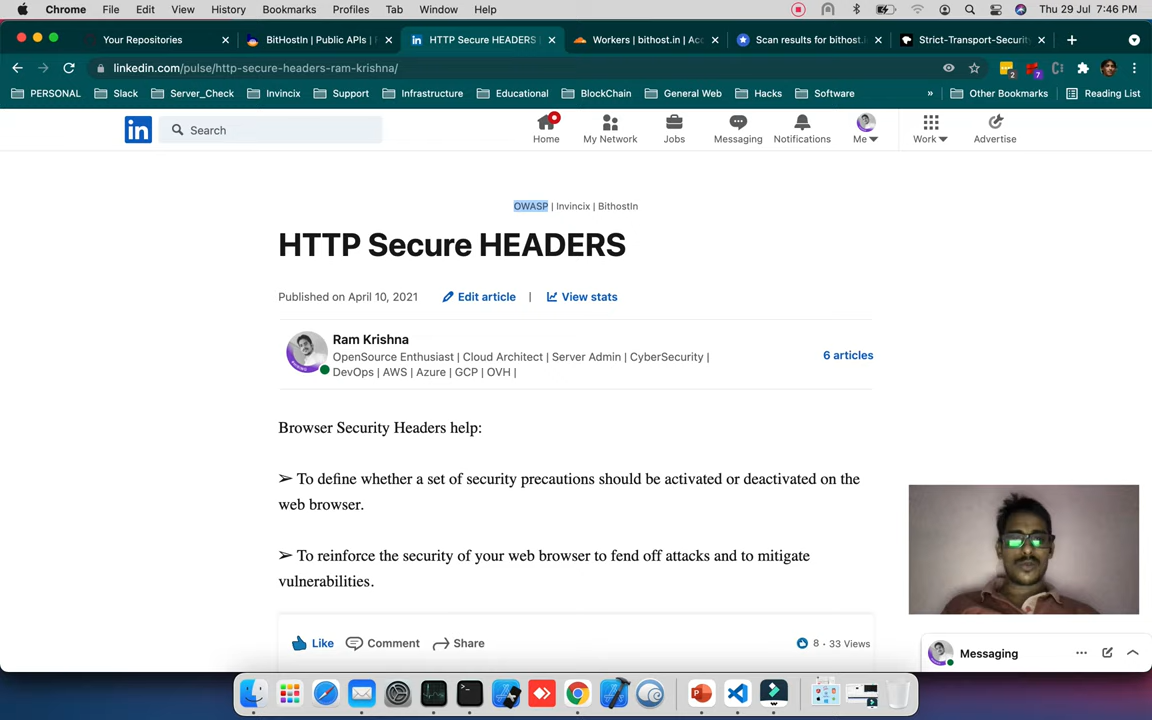 Chrome File Edit View History Bookmarks Profiles Tab Window Help Thu 29 Jul 7:46 PM
Your Repositories BitHostIn | Public APIs | HTTP Secure HEADERS Workers | bithost.in | Acc Scan results for bithost. Strict-Transport-Security
linkedin.com/pulse/http-secure-headers-ram-krishna/ 2 7
PERSONAL Slack Server_Check Invincix Support Infrastructure Educational BlockChain General Web Hacks Software » Other Bookmarks Reading List
in Search Home My Network Jobs Messaging Notifications Me Work Advertise
OWASP | Invincix | BithostIn
HTTP Secure HEADERS
Published on April 10, 2021 Edit article | View stats
Ram Krishna
OpenSource Enthusiast | Cloud Architect | Server Admin | CyberSecurity |
DevOps | AWS | Azure | GCP | OVH |
6 articles
Browser Security Headers help:
➢ To define whether a set of security precautions should be activated or deactivated on the
web browser.
➢ To reinforce the security of your web browser to fend off attacks and to mitigate
vulnerabilities.
Like Comment Share 8 · 33 Views
Messaging